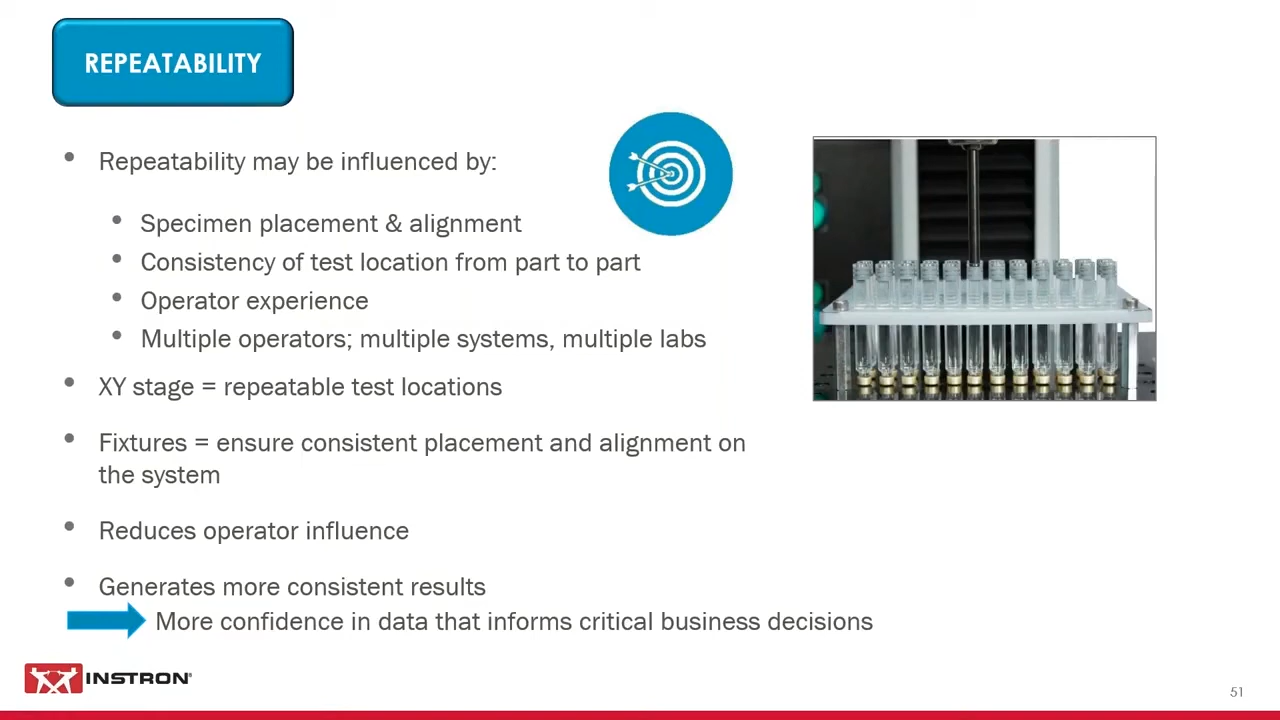 REPEATABILITY
• Repeatability may be influenced by:
• Specimen placement & alignment
• Consistency of test location from part to part
• Operator experience
• Multiple operators; multiple systems, multiple labs
• XY stage = repeatable test locations
• Fixtures = ensure consistent placement and alignment on
the system
• Reduces operator influence
• Generates more consistent results
More confidence in data that informs critical business decisions
INSTRON®
51